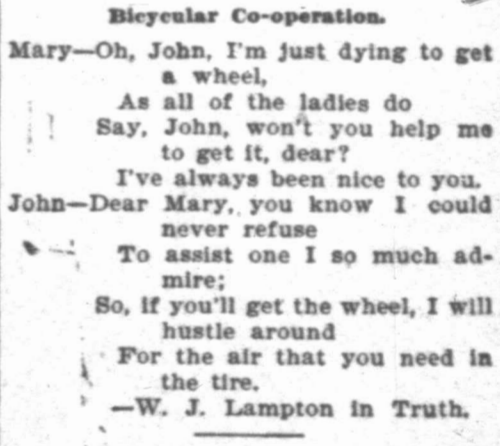 Bicycular Co-operation.
Mary—Oh, John, I'm just dying to get
a wheel,
As all of the ladies do
Say, John, won't you help me
to get it, dear?
I've always been nice to you.
John—Dear Mary, you know I could
never refuse
To assist one I so much ad-
mire;
So, if you'll get the wheel, I will
hustle around
For the air that you need in
the tire.
—W. J. Lampton in Truth.